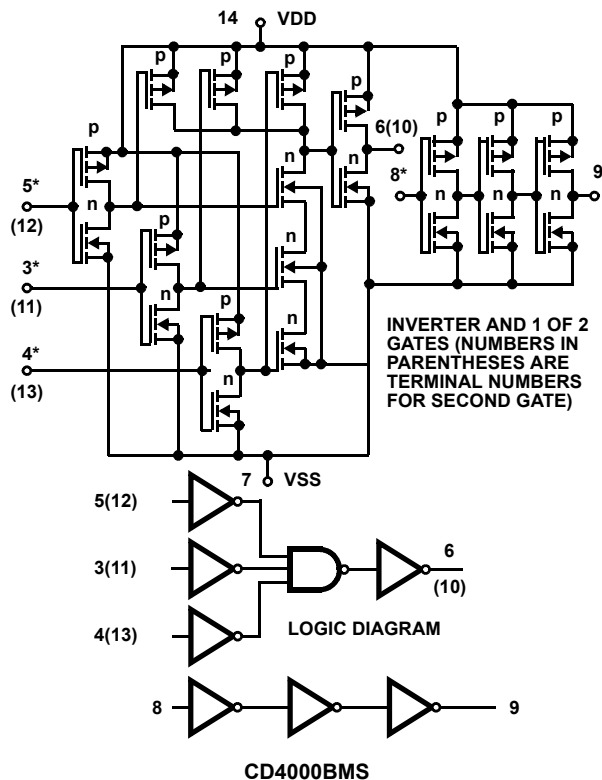 14 VDD
p p p p
p p p p
6(10)
5* n n n
8* n n n 9
(12)
p n
3*
(11) n p n
4*
(13) n
INVERTER AND 1 OF 2
GATES (NUMBERS IN
PARENTHESES ARE
TERMINAL NUMBERS
FOR SECOND GATE)
7 VSS
5(12)
3(11) 6
(10)
4(13) LOGIC DIAGRAM
8 9
CD4000BMS